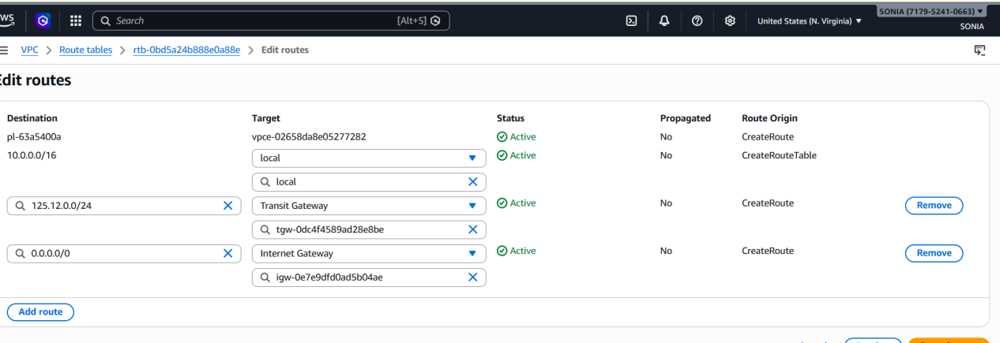 Search [Alt+S] United States (N. Virginia) ▼ SONIA (7179-5241-0663) ▼
SONIA
VPC > Route tables > rtb-0bd5a24b888e0a88e > Edit routes
Edit routes
Destination Target Status Propagated Route Origin
pl-63a5400a vpce-02658da8e05277282 Active No CreateRoute
10.0.0.0/16 local Active No CreateRouteTable
local
125.12.0.0/24 Transit Gateway Active No CreateRoute Remove
tgw-0dc4f4589ad28e8be
0.0.0.0/0 Internet Gateway Active No CreateRoute Remove
igw-0e7e9dfd0ad5b04ae
Add route